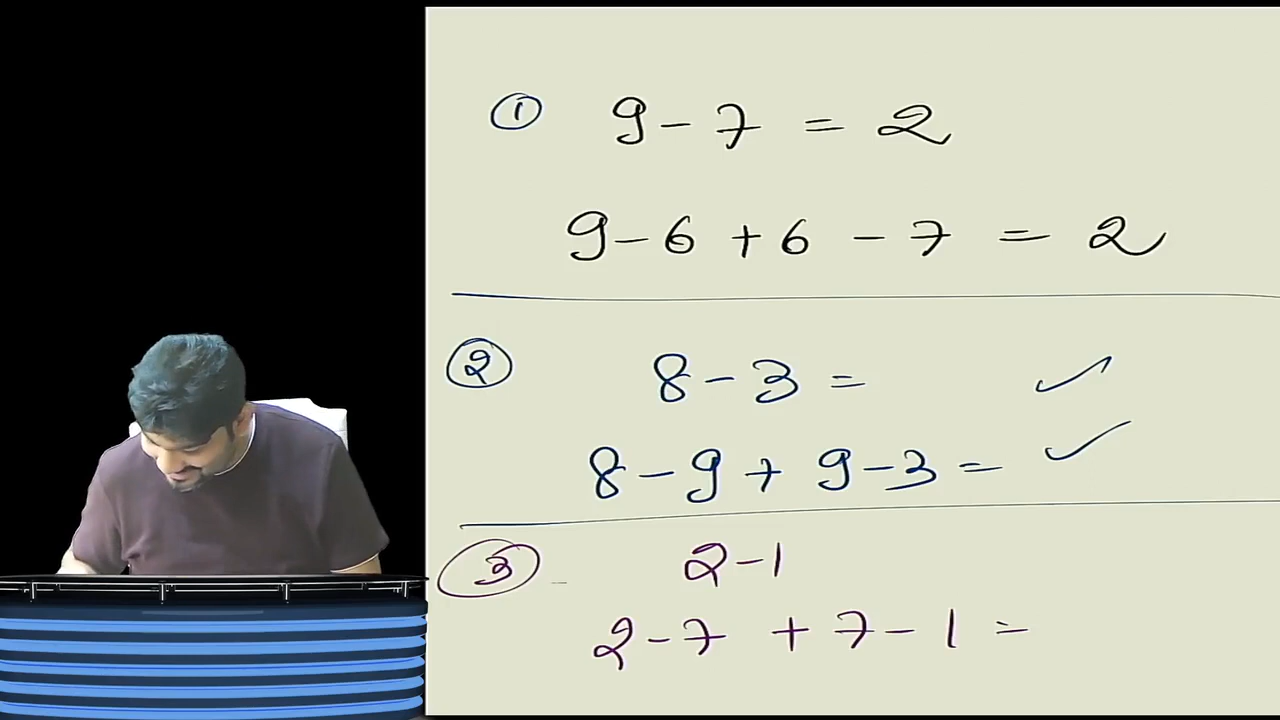 ① 9 - 7 = 2
9 - 6 + 6 - 7 = 2
② 8 - 3 = ✓
8 - 9 + 9 - 3 = ✓
③ 2 - 1
2 - 7 + 7 - 1 =